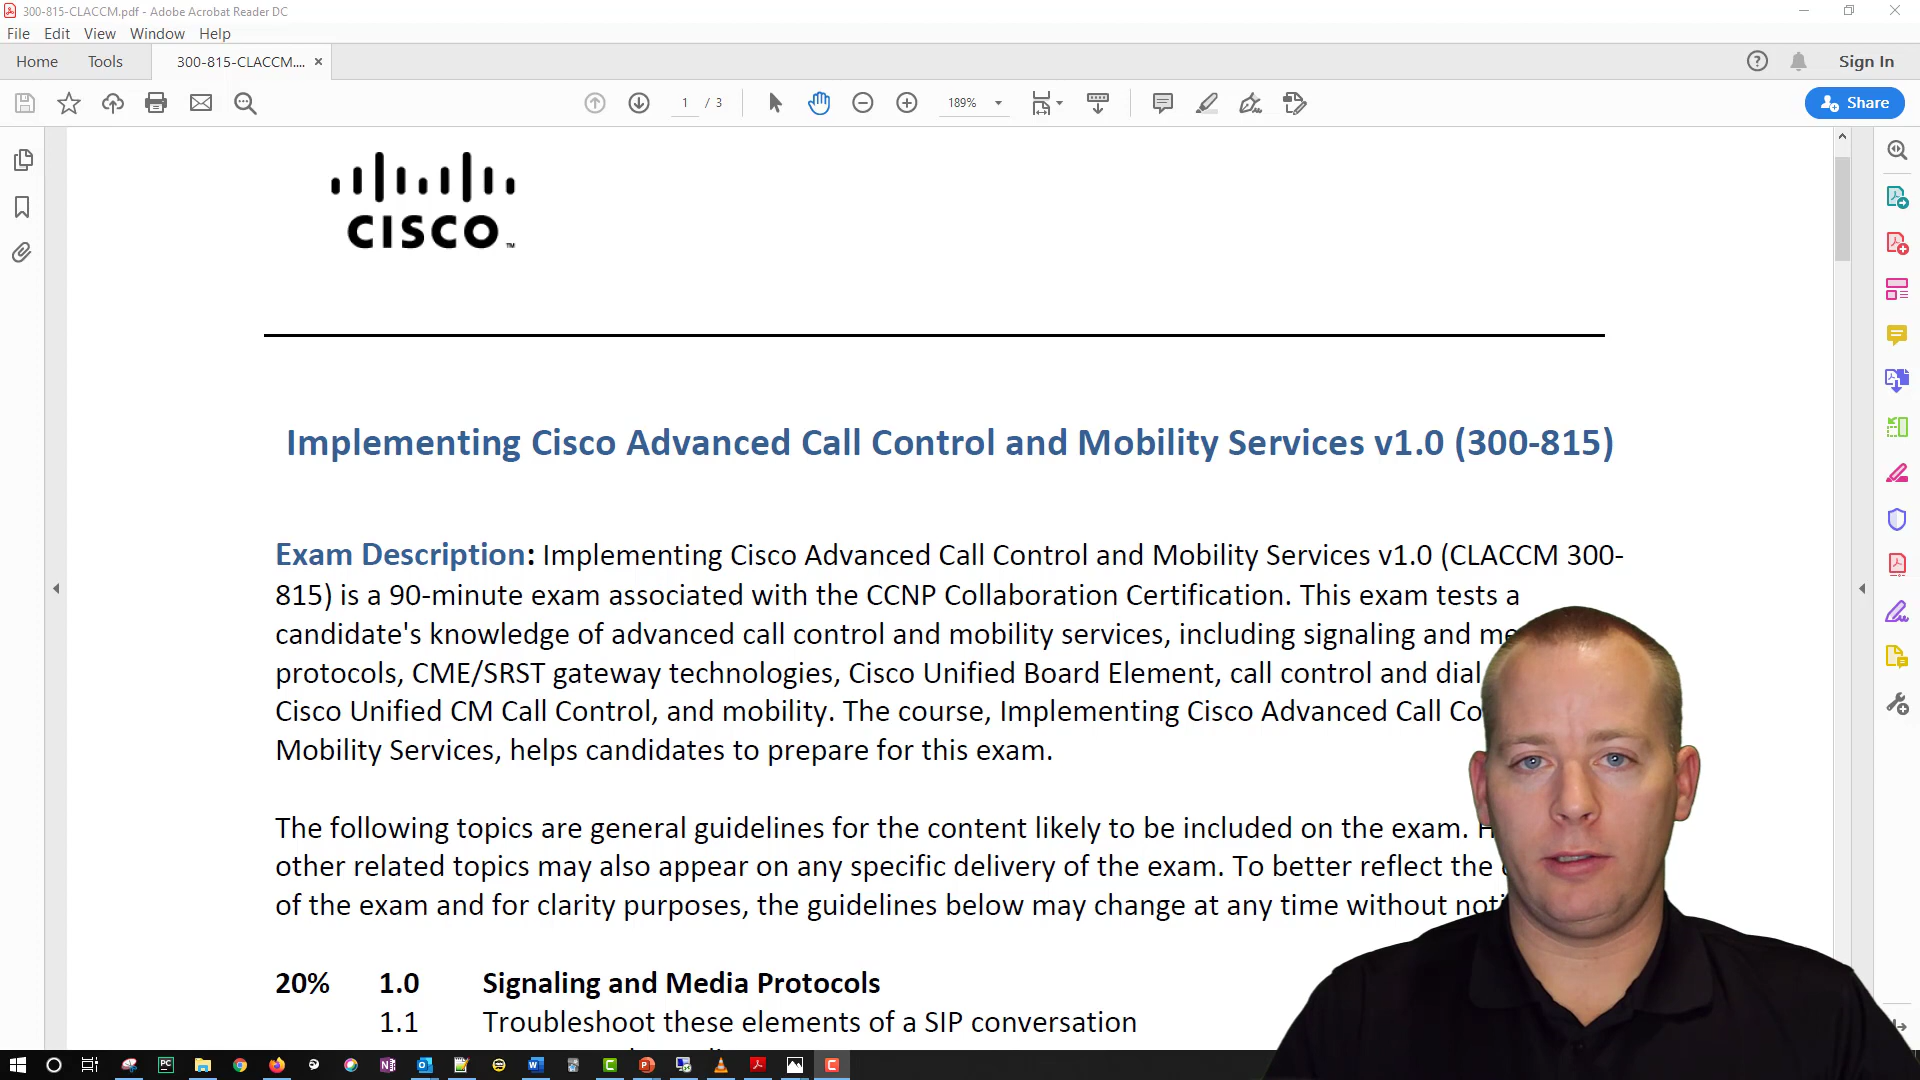 300-815-CLACCM.pdf - Adobe Acrobat Reader DC
File Edit View Window Help
Home Tools 300-815-CLACCM.... × Sign In
1 / 3 189% Share
CISCO™
Implementing Cisco Advanced Call Control and Mobility Services v1.0 (300-815)
Exam Description: Implementing Cisco Advanced Call Control and Mobility Services v1.0 (CLACCM 300-
815) is a 90-minute exam associated with the CCNP Collaboration Certification. This exam tests a
candidate's knowledge of advanced call control and mobility services, including signaling and me
protocols, CME/SRST gateway technologies, Cisco Unified Board Element, call control and dial
Cisco Unified CM Call Control, and mobility. The course, Implementing Cisco Advanced Call Co
Mobility Services, helps candidates to prepare for this exam.
The following topics are general guidelines for the content likely to be included on the exam. H
other related topics may also appear on any specific delivery of the exam. To better reflect the
of the exam and for clarity purposes, the guidelines below may change at any time without noti
20% 1.0 Signaling and Media Protocols
1.1 Troubleshoot these elements of a SIP conversation